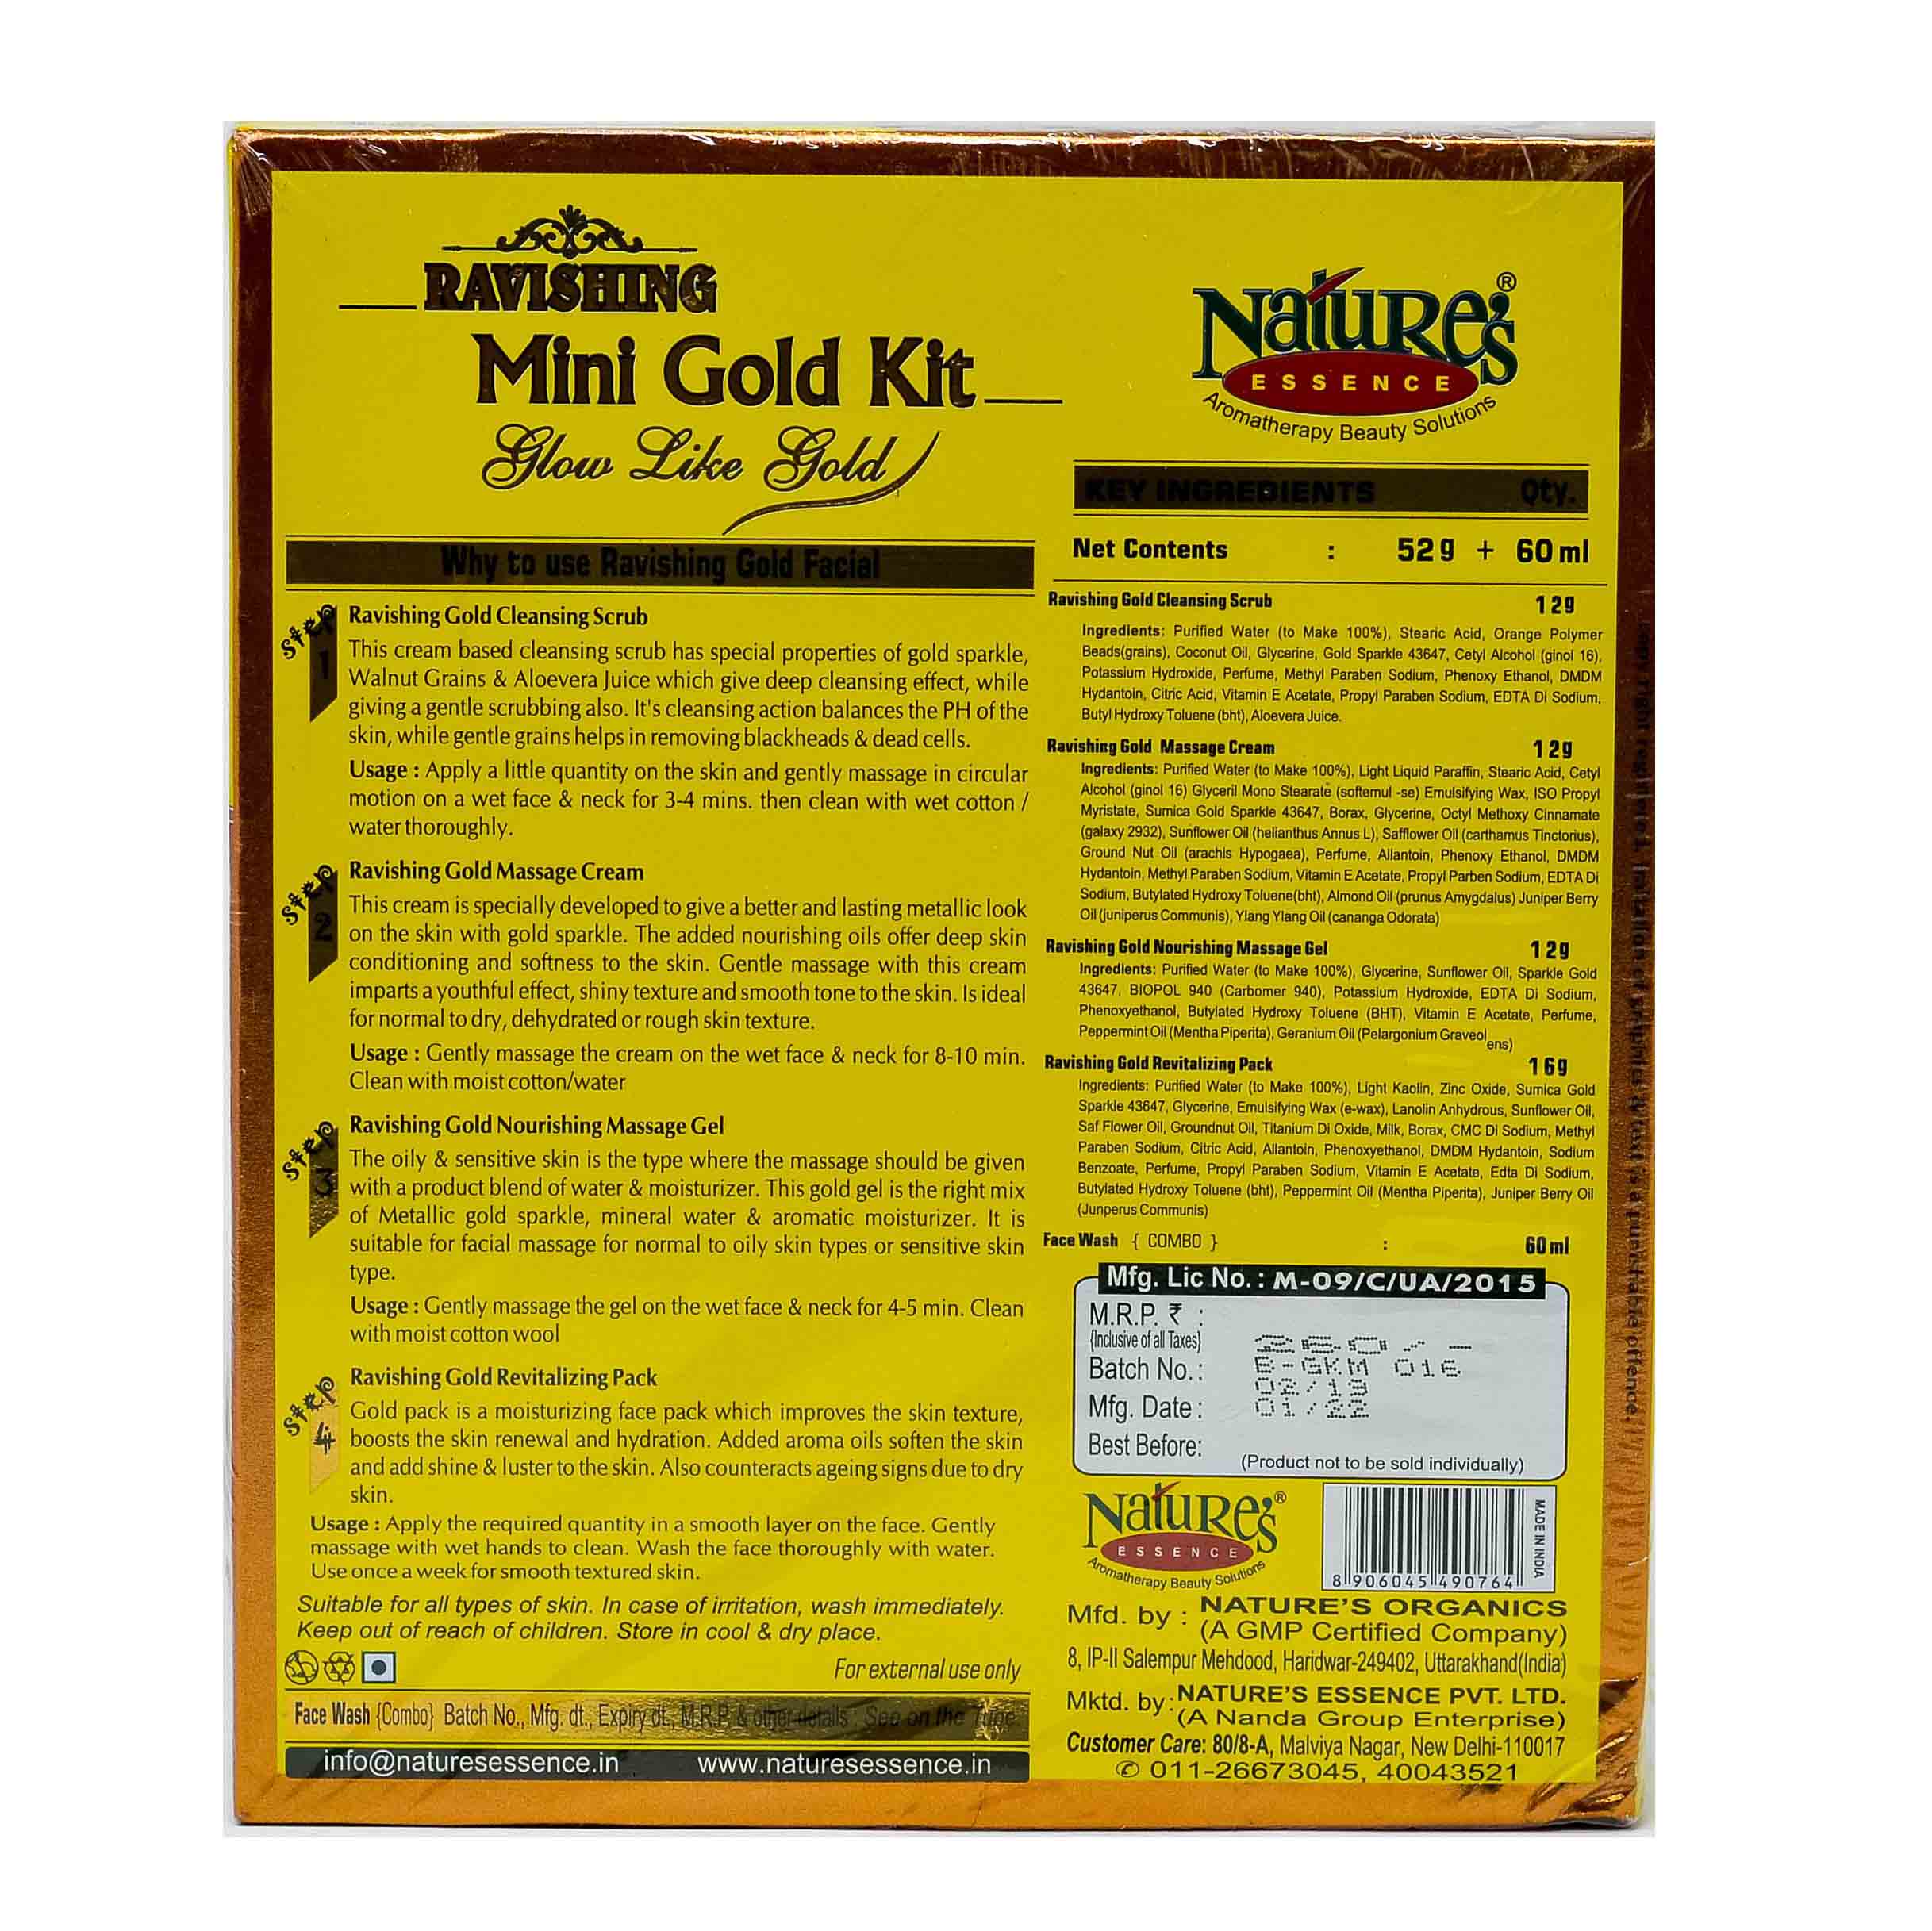 RAVISHING
Mini Gold Kit
Glow Like Gold
Why to use Ravishing Gold Facial
Step 1
Ravishing Gold Cleansing Scrub
This cream based cleansing scrub has special properties of gold sparkle,
Walnut Grains & Aloevera Juice which give deep cleansing effect, while
giving a gentle scrubbing also. It's cleansing action balances the PH of the
skin, while gentle grains helps in removing blackheads & dead cells.
Usage : Apply a little quantity on the skin and gently massage in circular
motion on a wet face & neck for 3-4 mins. then clean with wet cotton /
water thoroughly.
Step 2
Ravishing Gold Massage Cream
This cream is specially developed to give a better and lasting metallic look
on the skin with gold sparkle. The added nourishing oils offer deep skin
conditioning and softness to the skin. Gentle massage with this cream
imparts a youthful effect, shiny texture and smooth tone to the skin. Is ideal
for normal to dry, dehydrated or rough skin texture.
Usage : Gently massage the cream on the wet face & neck for 8-10 min.
Clean with moist cotton/water
Step 3
Ravishing Gold Nourishing Massage Gel
The oily & sensitive skin is the type where the massage should be given
with a product blend of water & moisturizer. This gold gel is the right mix
of Metallic gold sparkle, mineral water & aromatic moisturizer. It is
suitable for facial massage for normal to oily skin types or sensitive skin
type.
Usage : Gently massage the gel on the wet face & neck for 4-5 min. Clean
with moist cotton wool
Step 4
Ravishing Gold Revitalizing Pack
Gold pack is a moisturizing face pack which improves the skin texture,
boosts the skin renewal and hydration. Added aroma oils soften the skin
and add shine & luster to the skin. Also counteracts ageing signs due to dry
skin.
Usage : Apply the required quantity in a smooth layer on the face. Gently
massage with wet hands to clean. Wash the face thoroughly with water.
Use once a week for smooth textured skin.
Suitable for all types of skin. In case of irritation, wash immediately.
Keep out of reach of children. Store in cool & dry place.
For external use only
Face Wash {Combo} Batch No., Mfg. dt., Expiry dt., M.R.P. & other details : See on the Tube.
info@naturesessence.in www.naturesessence.in
NatuRe's®
ESSENCE
Aromatherapy Beauty Solutions
KEY INGREDIENTS Qty.
Net Contents : 52g + 60ml
Ravishing Gold Cleansing Scrub 12g
Ingredients: Purified Water (to Make 100%), Stearic Acid, Orange Polymer
Beads(grains), Coconut Oil, Glycerine, Gold Sparkle 43647, Cetyl Alcohol (ginol 16),
Potassium Hydroxide, Perfume, Methyl Paraben Sodium, Phenoxy Ethanol, DMDM
Hydantoin, Citric Acid, Vitamin E Acetate, Propyl Paraben Sodium, EDTA Di Sodium,
Butyl Hydroxy Toluene (bht), Aloevera Juice.
Ravishing Gold Massage Cream 12g
Ingredients: Purified Water (to Make 100%), Light Liquid Paraffin, Stearic Acid, Cetyl
Alcohol (ginol 16) Glyceril Mono Stearate (softemul -se) Emulsifying Wax, ISO Propyl
Myristate, Sumica Gold Sparkle 43647, Borax, Glycerine, Octyl Methoxy Cinnamate
(galaxy 2932), Sunflower Oil (helianthus Annus L), Safflower Oil (carthamus Tinctorius),
Ground Nut Oil (arachis Hypogaea), Perfume, Allantoin, Phenoxy Ethanol, DMDM
Hydantoin, Methyl Paraben Sodium, Vitamin E Acetate, Propyl Parben Sodium, EDTA Di
Sodium, Butylated Hydroxy Toluene(bht), Almond Oil (prunus Amygdalus) Juniper Berry
Oil (juniperus Communis), Ylang Ylang Oil (cananga Odorata)
Ravishing Gold Nourishing Massage Gel 12g
Ingredients: Purified Water (to Make 100%), Glycerine, Sunflower Oil, Sparkle Gold
43647, BIOPOL 940 (Carbomer 940), Potassium Hydroxide, EDTA Di Sodium,
Phenoxyethanol, Butylated Hydroxy Toluene (BHT), Vitamin E Acetate, Perfume,
Peppermint Oil (Mentha Piperita), Geranium Oil (Pelargonium Graveolens)
Ravishing Gold Revitalizing Pack 16g
Ingredients: Purified Water (to Make 100%), Light Kaolin, Zinc Oxide, Sumica Gold
Sparkle 43647, Glycerine, Emulsifying Wax (e-wax), Lanolin Anhydrous, Sunflower Oil,
Saf Flower Oil, Groundnut Oil, Titanium Di Oxide, Milk, Borax, CMC Di Sodium, Methyl
Paraben Sodium, Citric Acid, Allantoin, Phenoxyethanol, DMDM Hydantoin, Sodium
Benzoate, Perfume, Propyl Paraben Sodium, Vitamin E Acetate, Edta Di Sodium,
Butylated Hydroxy Toluene (bht), Peppermint Oil (Mentha Piperita), Juniper Berry Oil
(Junperus Communis)
Face Wash { COMBO } : 60ml
Mfg. Lic No. : M-09/C/UA/2015
M.R.P. ₹ :
{Inclusive of all Taxes} 250/-
Batch No. : B-GKM 016
02/19
Mfg. Date : 01/22
Best Before:
(Product not to be sold individually)
NatuRe's®
ESSENCE
Aromatherapy Beauty Solutions
8 906045 490764
MADE IN INDIA
Mfd. by : NATURE'S ORGANICS
(A GMP Certified Company)
8, IP-II Salempur Mehdood, Haridwar-249402, Uttarakhand(India)
Mktd. by: NATURE'S ESSENCE PVT. LTD.
(A Nanda Group Enterprise)
Customer Care: 80/8-A, Malviya Nagar, New Delhi-110017
✆ 011-26673045, 40043521